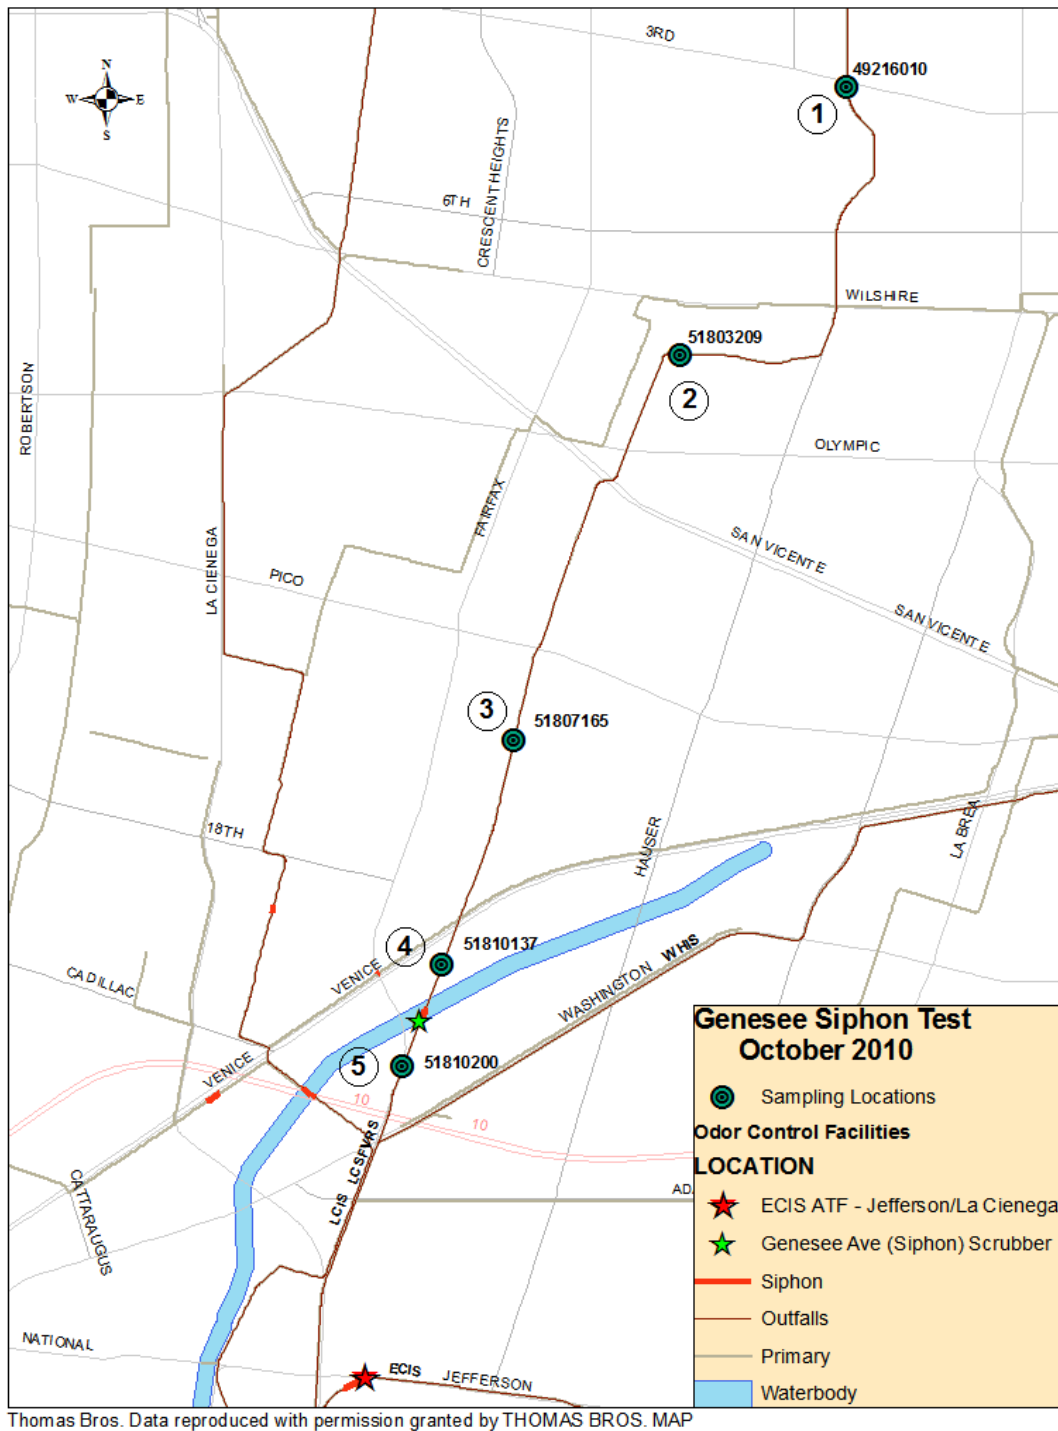 3RD
49216010
1
N
W E
S
CRESCENT HEIGHTS
6TH
WILSHIRE
51803209
2
ROBERTSON
OLYMPIC
FAIRFAX
SAN VICENTE
LA CIENEGA
PICO
SAN VICENTE
3
51807165
18TH
HAUSER
LA BREA
4
51810137
WHIS
VENICE
CADILLAC
WASHINGTON
Genesee Siphon Test
October 2010
5
51810200
VENICE
10
10
Sampling Locations
Odor Control Facilities
LOCATION
LCSFVRS
LCIS
CATTARAUGUS
ADA
ECIS ATF - Jefferson/La Cienega
Genesee Ave (Siphon) Scrubber
Siphon
Outfalls
NATIONAL
Primary
ECIS
JEFFERSON
Waterbody
Thomas Bros. Data reproduced with permission granted by THOMAS BROS. MAP